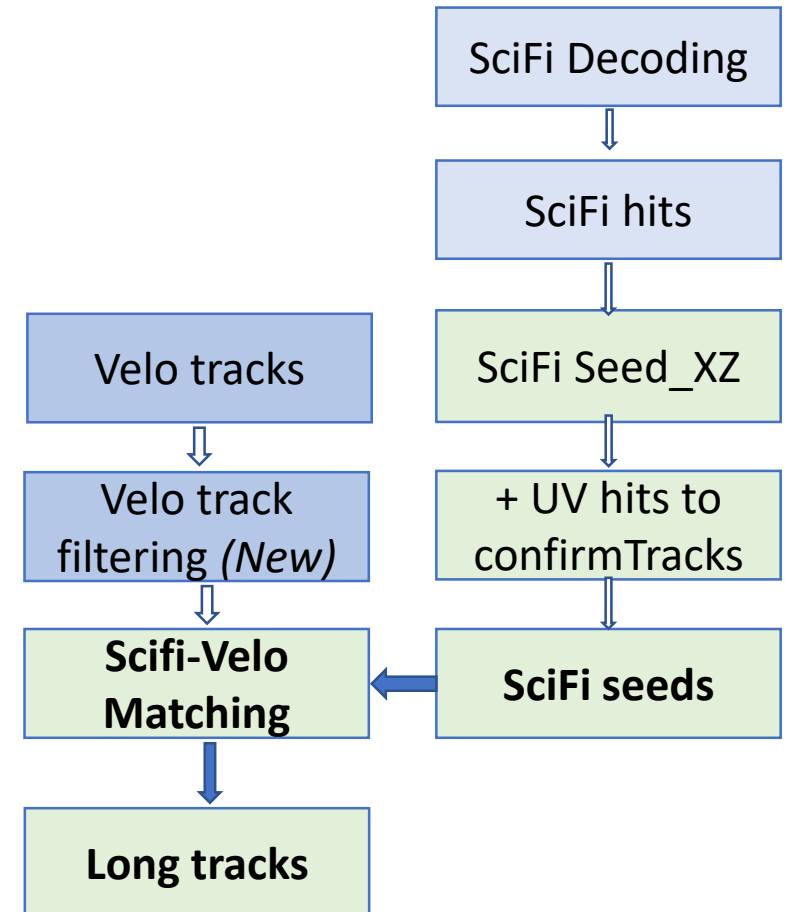 SciFi Decoding
SciFi hits
Velo tracks
SciFi Seed_XZ
Velo track
filtering (New)
+ UV hits to
confirmTracks
Scifi-Velo
Matching
SciFi seeds
Long tracks